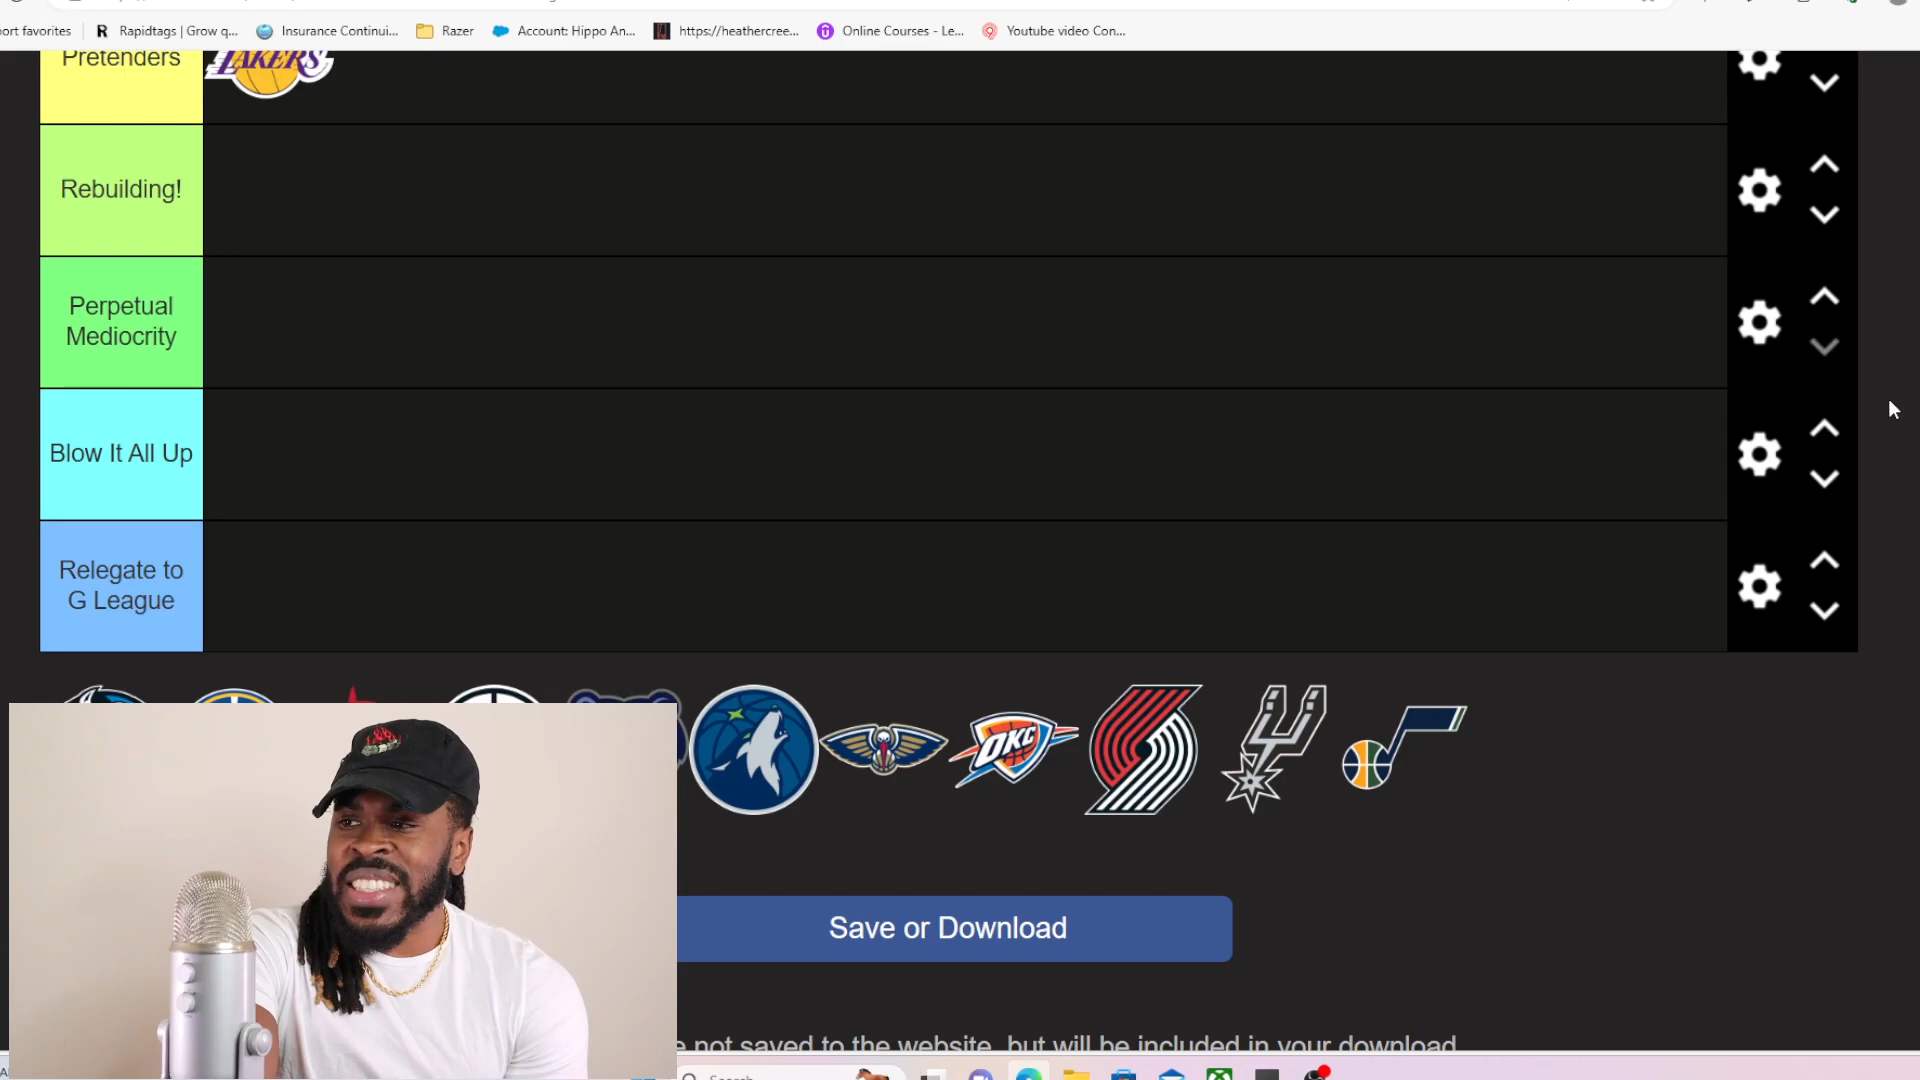 ort favorites
Rapidtags | Grow q...
Insurance Continui...
Razer
Account: Hippo An...
https://heathercree...
Online Courses - Le...
Youtube video Con...
Pretenders
LAKERS
Rebuilding!
Perpetual
Mediocrity
Blow It All Up
Relegate to
G League
OKC
Save or Download
e not saved to the website, but will be included in your download
Search